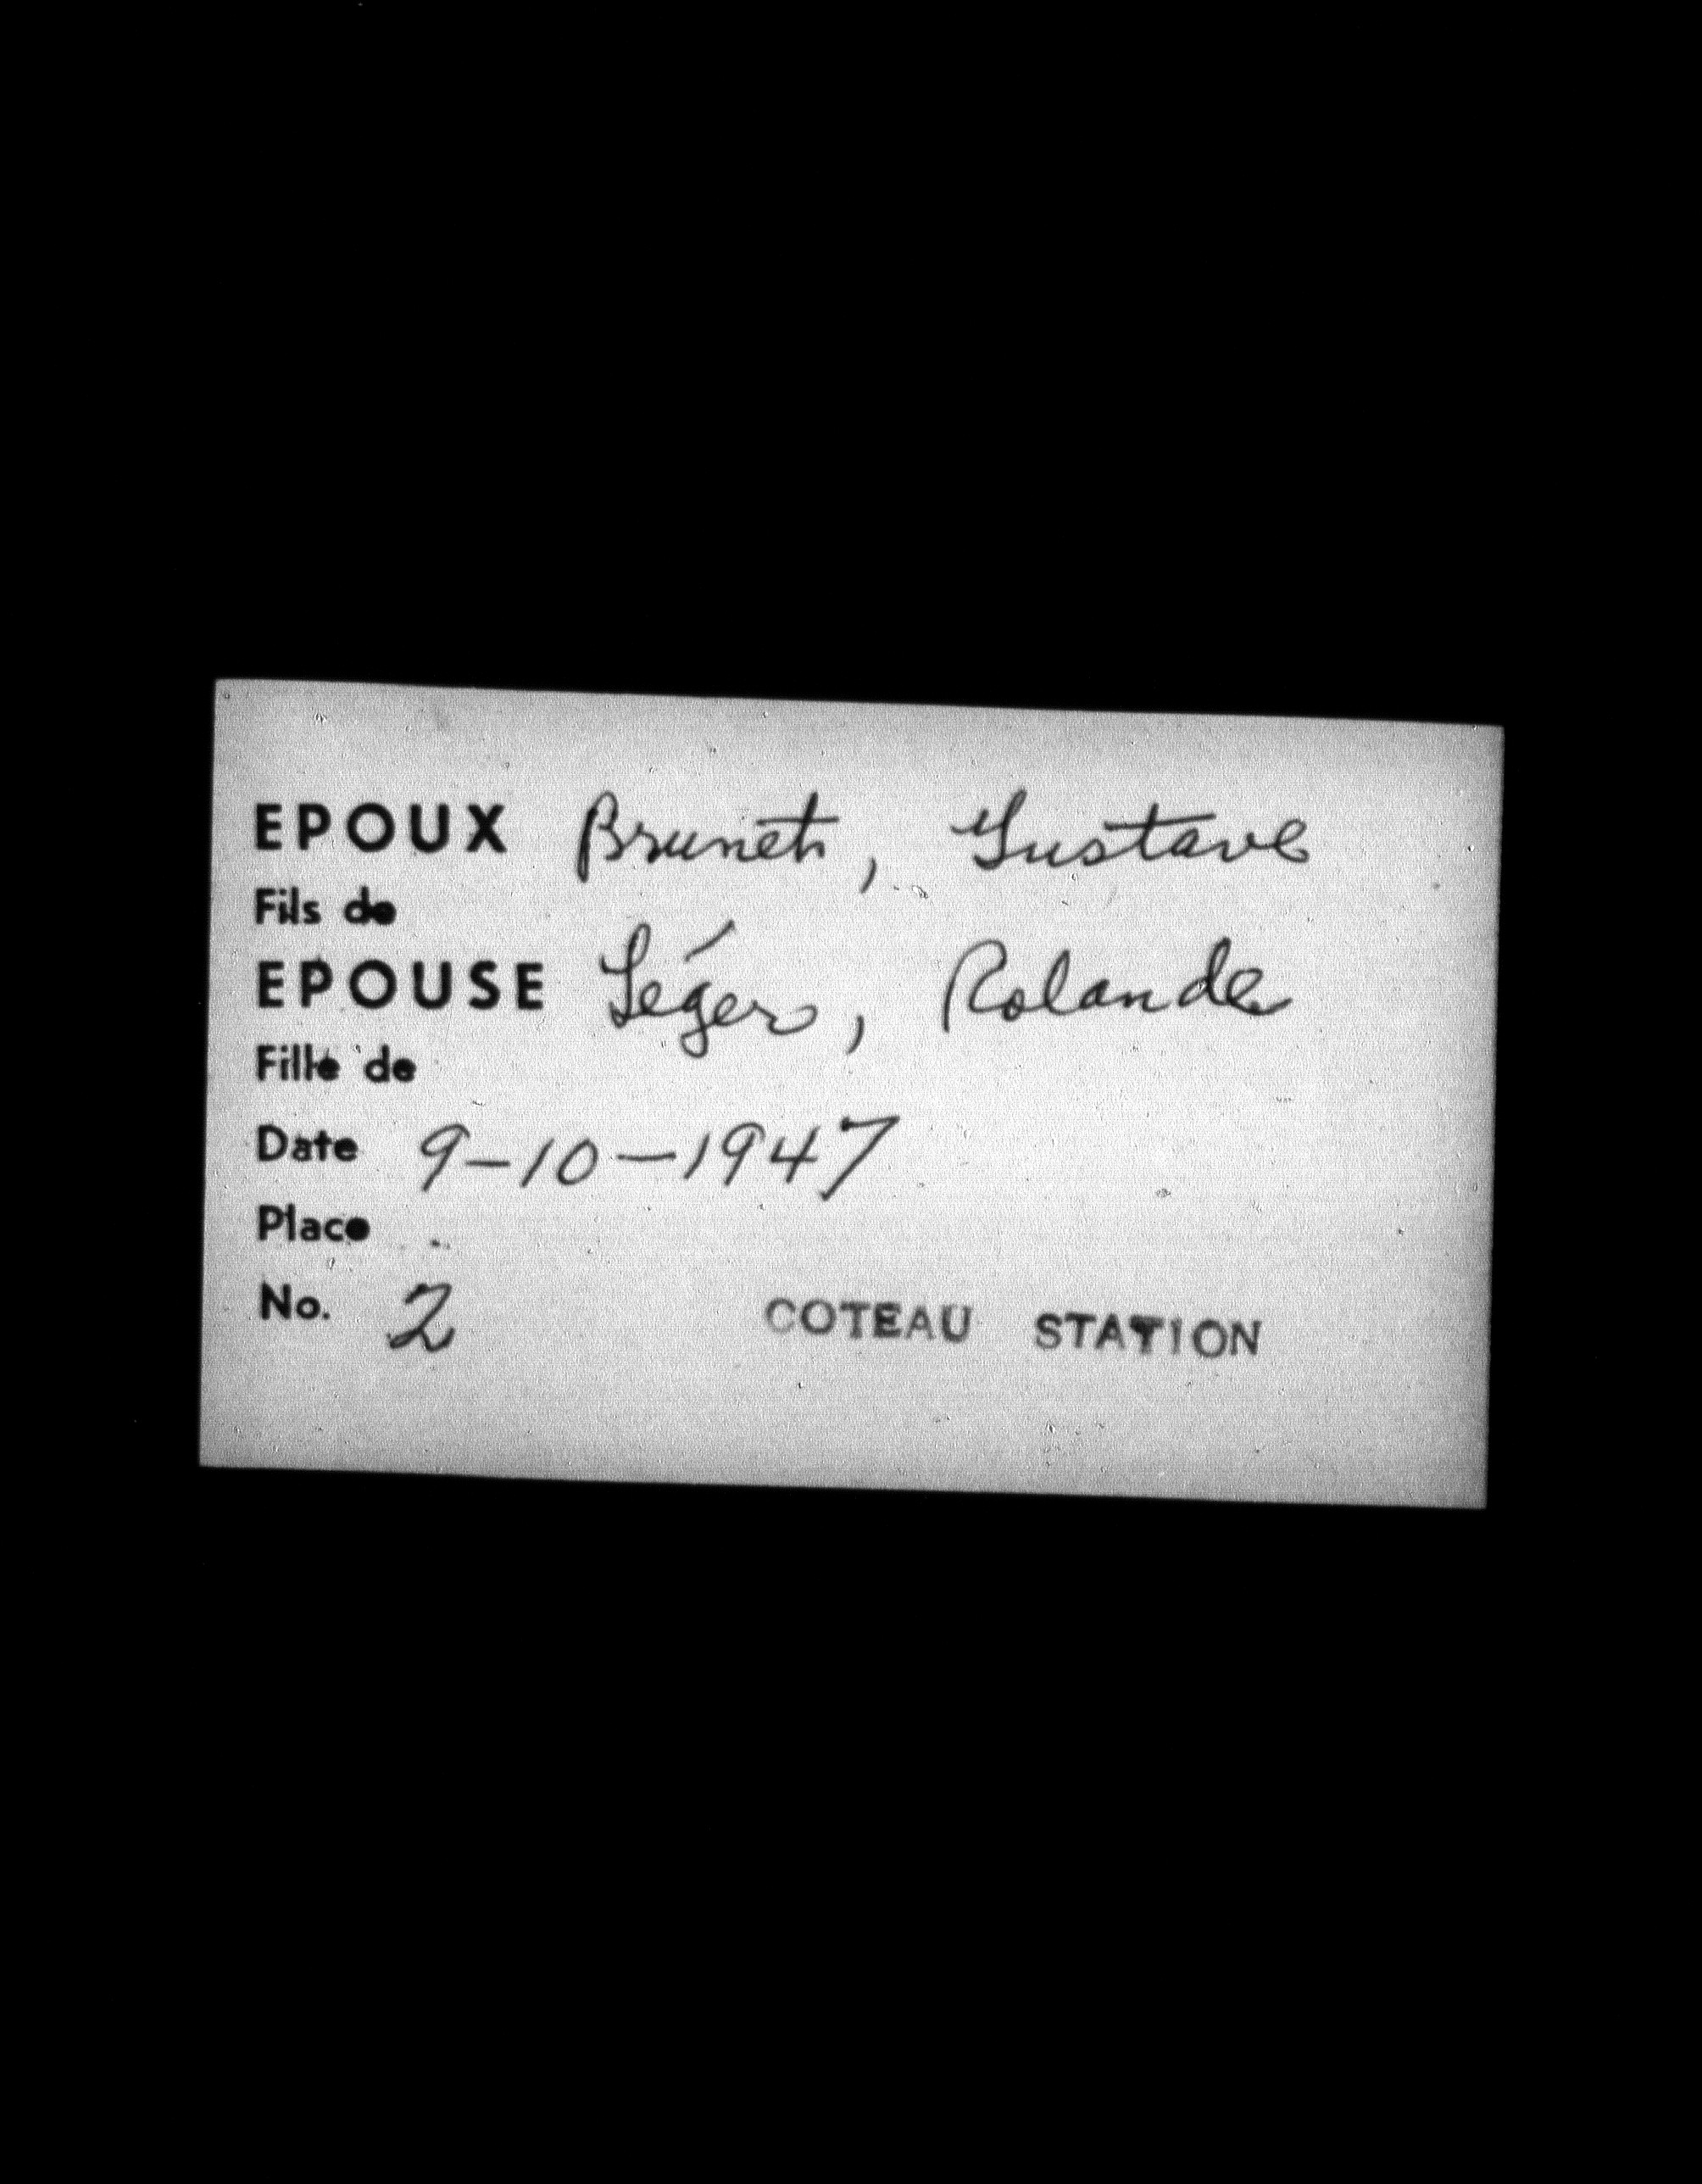 EPOUX Brunet, Gustave
Fils de
EPOUSE Léger, Rolande
Fille de
Date 9-10-1947
Place
No. 2 COTEAU STATION